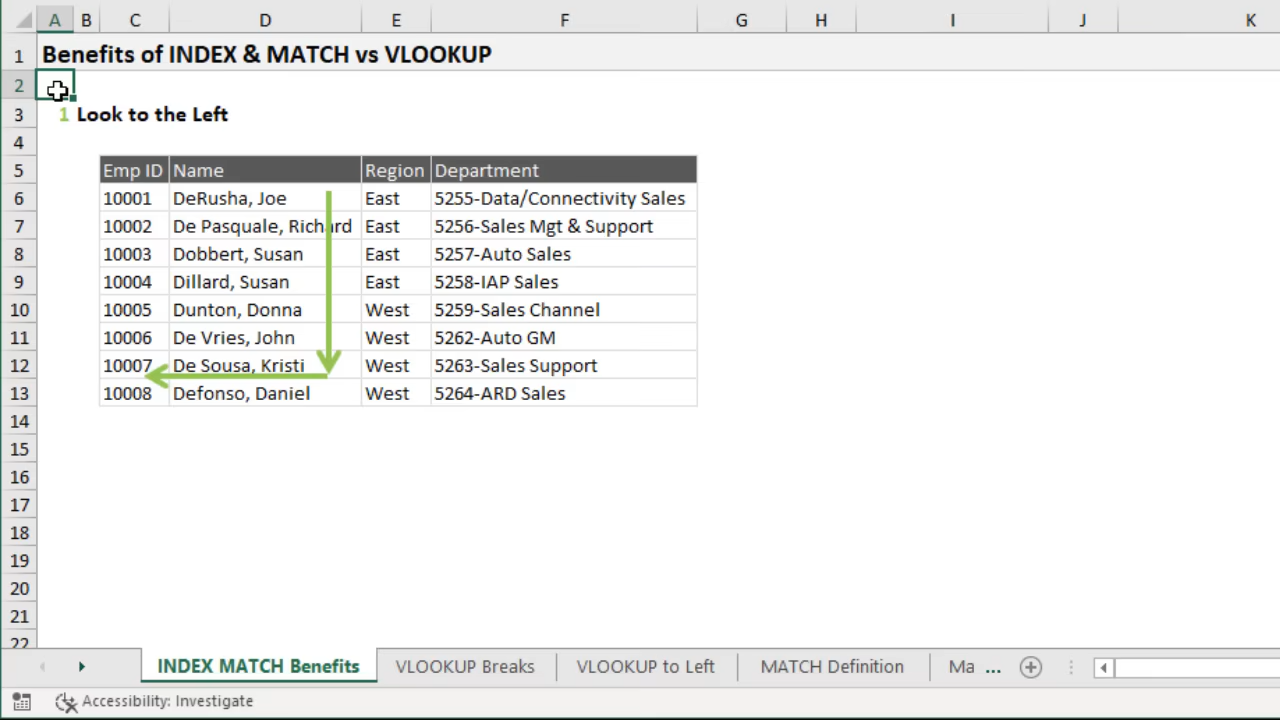 A B C D E F G H I J K
1 Benefits of INDEX & MATCH vs VLOOKUP
2
3 1 Look to the Left
4
5 Emp ID Name Region Department
6 10001 DeRusha, Joe East 5255-Data/Connectivity Sales
7 10002 De Pasquale, Richard East 5256-Sales Mgt & Support
8 10003 Dobbert, Susan East 5257-Auto Sales
9 10004 Dillard, Susan East 5258-IAP Sales
10 10005 Dunton, Donna West 5259-Sales Channel
11 10006 De Vries, John West 5262-Auto GM
12 10007 De Sousa, Kristi West 5263-Sales Support
13 10008 Defonso, Daniel West 5264-ARD Sales
14
15
16
17
18
19
20
21
22
INDEX MATCH Benefits VLOOKUP Breaks VLOOKUP to Left MATCH Definition Ma ...
Accessibility: Investigate